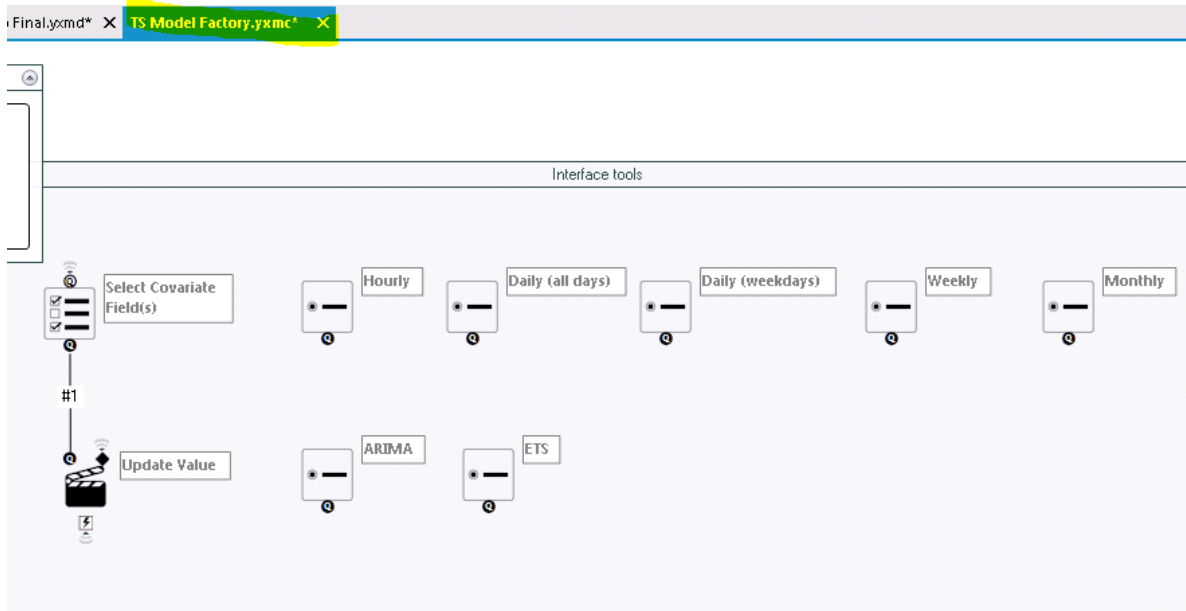 Final.yxmd* X TS Model Factory.yxmc* X
Interface tools
Select Covariate
Field(s)
Hourly
Daily (all days)
Daily (weekdays)
Weekly
Monthly
#1
Update Value
ARIMA
ETS